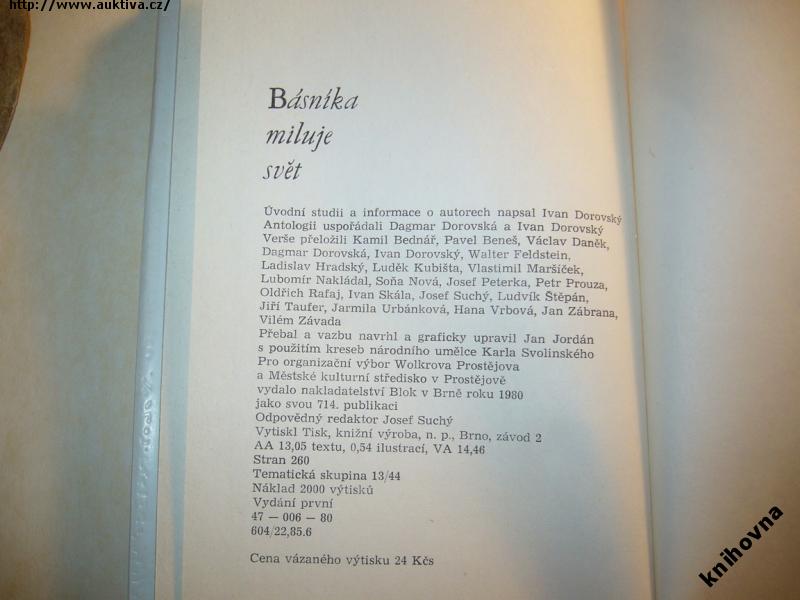 http://www.auktiva.cz/
Básníka
miluje
svět
Úvodní studii a informace o autorech napsal Ivan Dorovský
Antologii uspořádali Dagmar Dorovská a Ivan Dorovský
Verše přeložili Kamil Bednář, Pavel Beneš, Václav Daněk,
Dagmar Dorovská, Ivan Dorovský, Walter Feldstein,
Ladislav Hradský, Luděk Kubišta, Vlastimil Maršíček,
Lubomír Nakládal, Soňa Nová, Josef Peterka, Petr Prouza,
Oldřich Rafaj, Ivan Skála, Josef Suchý, Ludvík Štěpán,
Jiří Taufer, Jarmila Urbánková, Hana Vrbová, Jan Zábrana,
Vilém Závada
Přebal a vazbu navrhl a graficky upravil Jan Jordán
s použitím kreseb národního umělce Karla Svolinského
Pro organizační výbor Wolkrova Prostějova
a Městské kulturní středisko v Prostějově
vydalo nakladatelství Blok v Brně roku 1980
jako svou 714. publikaci
Odpovědný redaktor Josef Suchý
Vytiskl Tisk, knižní výroba, n. p., Brno, závod 2
AA 13,05 textu, 0,54 ilustrací, VA 14,46
Stran 260
Tematická skupina 13/44
Náklad 2000 výtisků
Vydání první
47 — 006 — 80
604/22,85.6
Cena vázaného výtisku 24 Kčs
knihovna